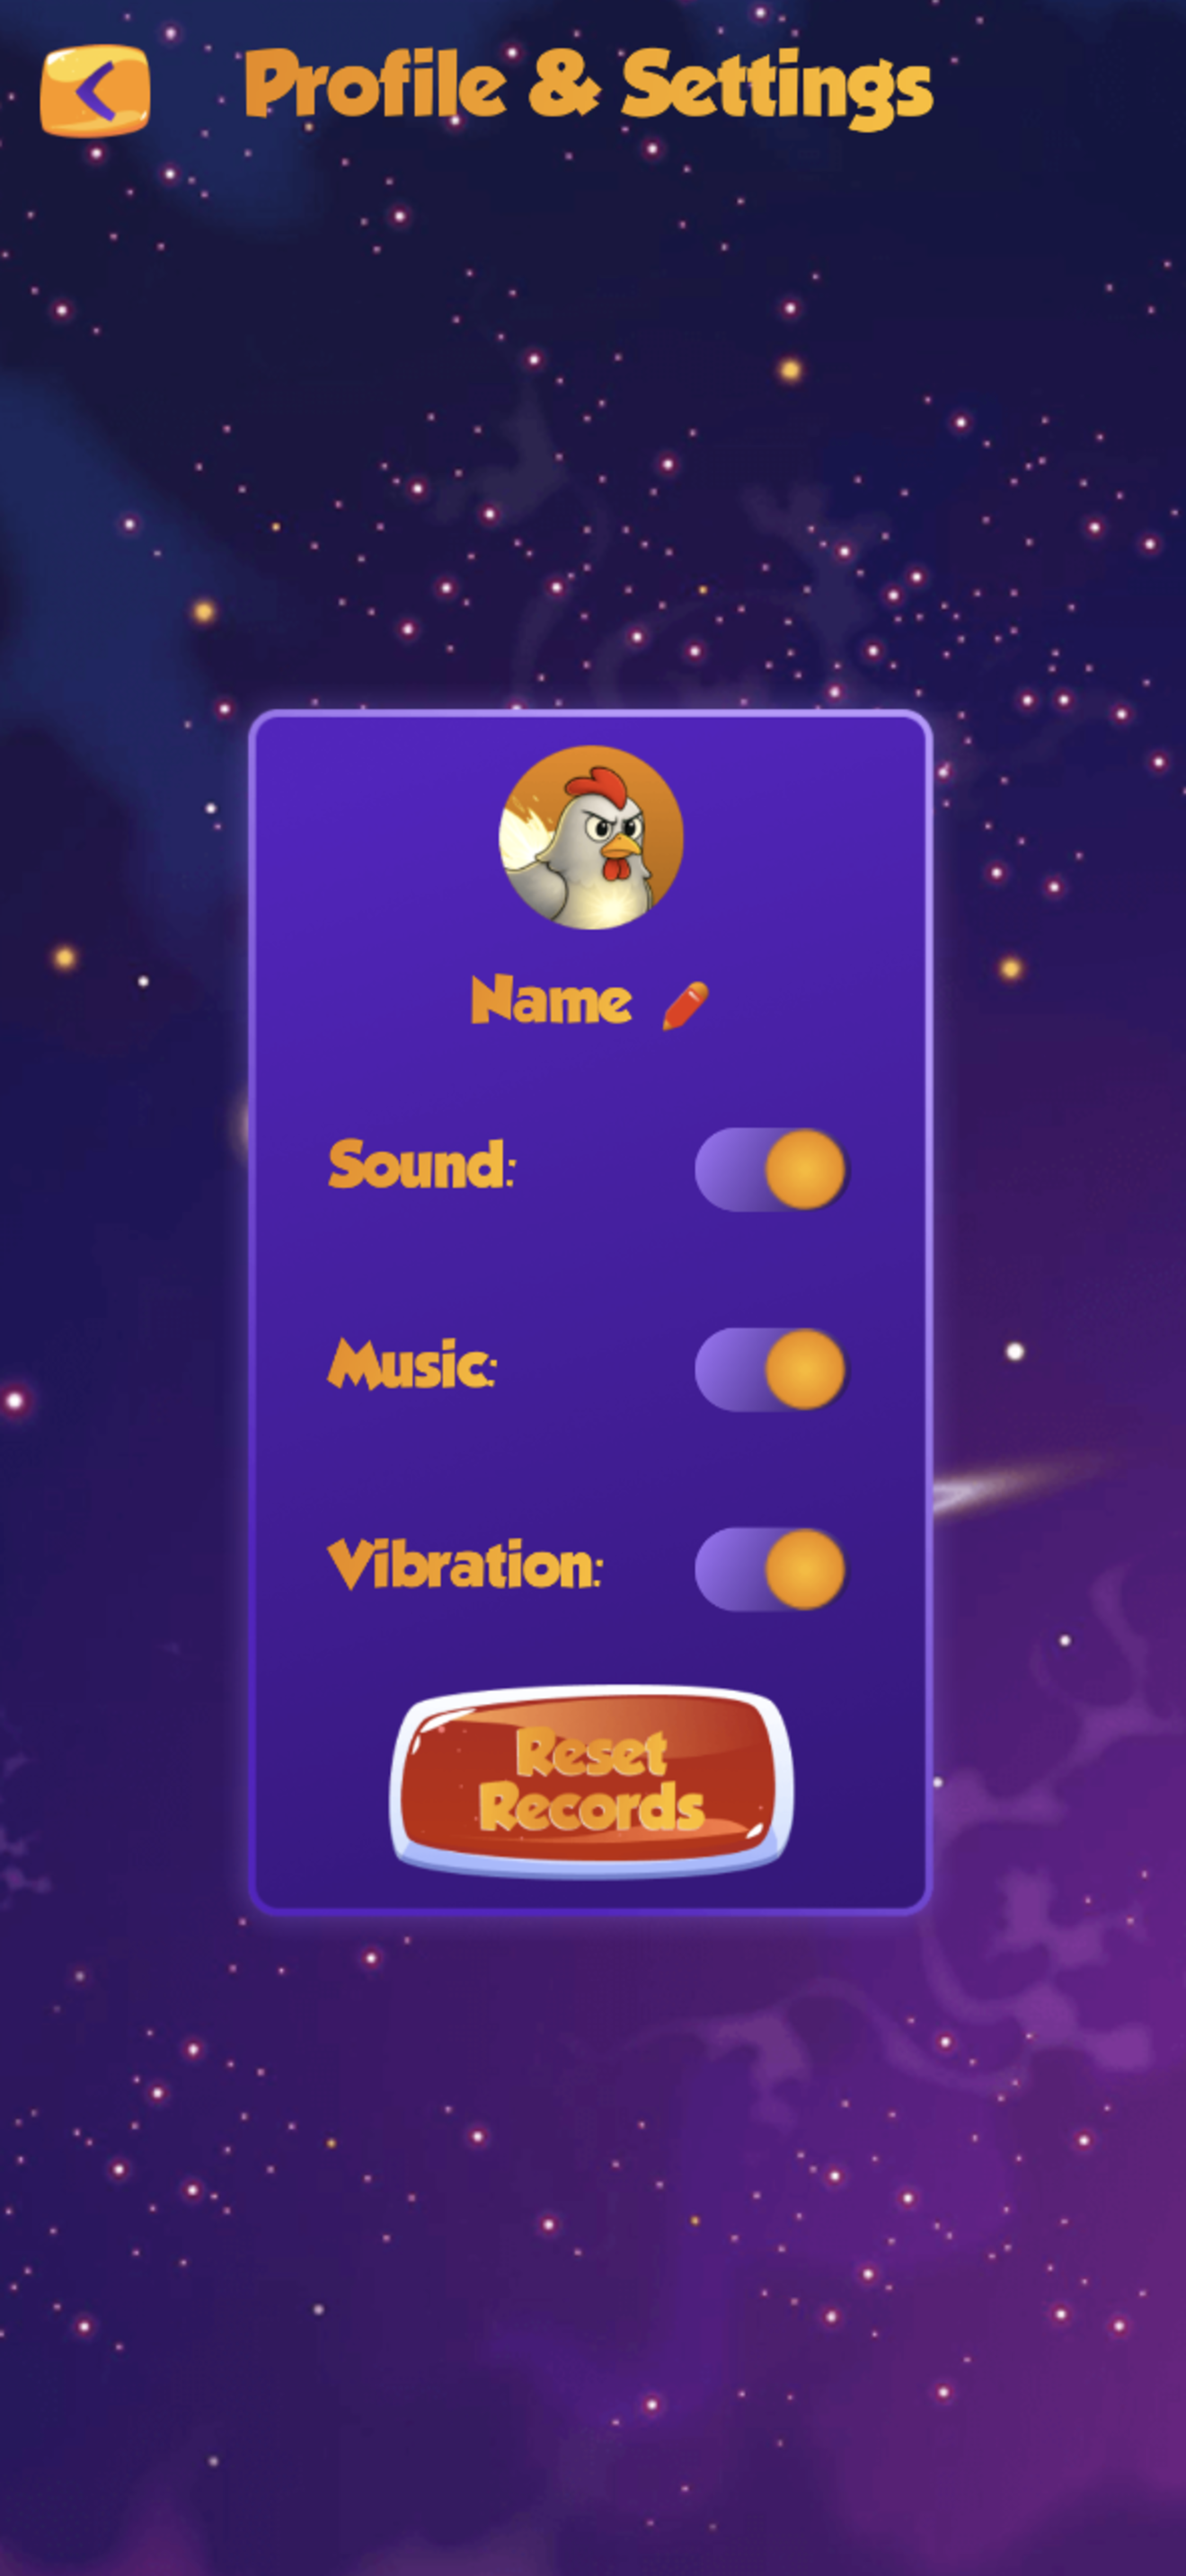 Profile & Settings
Name
Sound:
Music:
Vibration:
Reset
Records